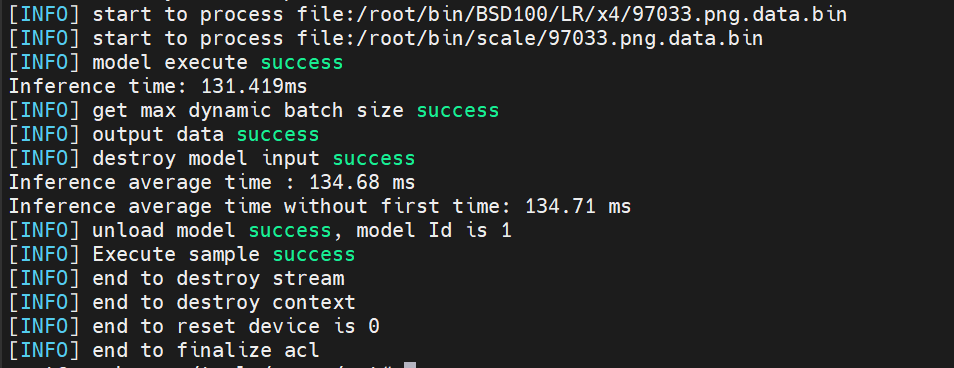 [INFO] start to process file:/root/bin/BSD100/LR/x4/97033.png.data.bin
[INFO] start to process file:/root/bin/scale/97033.png.data.bin
[INFO] model execute success
Inference time: 131.419ms
[INFO] get max dynamic batch size success
[INFO] output data success
[INFO] destroy model input success
Inference average time : 134.68 ms
Inference average time without first time: 134.71 ms
[INFO] unload model success, model Id is 1
[INFO] Execute sample success
[INFO] end to destroy stream
[INFO] end to destroy context
[INFO] end to reset device is 0
[INFO] end to finalize acl